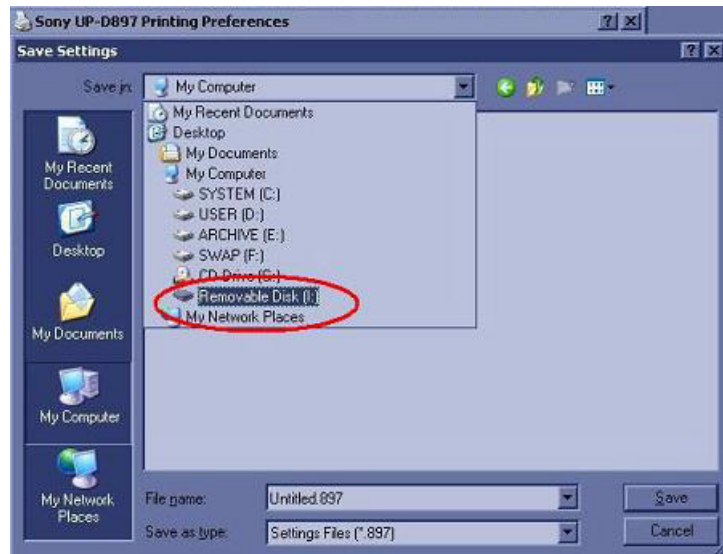 Sony UP-D897 Printing Preferences
Save Settings
Save in:
My Computer
My Recent Documents
Desktop
My Documents
My Computer
SYSTEM (C:)
USER (D:)
ARCHIVE (E:)
SWAP (F:)
CD Drive (G:)
Removable Disk (I:)
My Network Places
My Recent
Documents
Desktop
My Documents
My Computer
My Network
Places
File name:
Untitled.897
Save
Save as type:
Settings Files (*.897)
Cancel